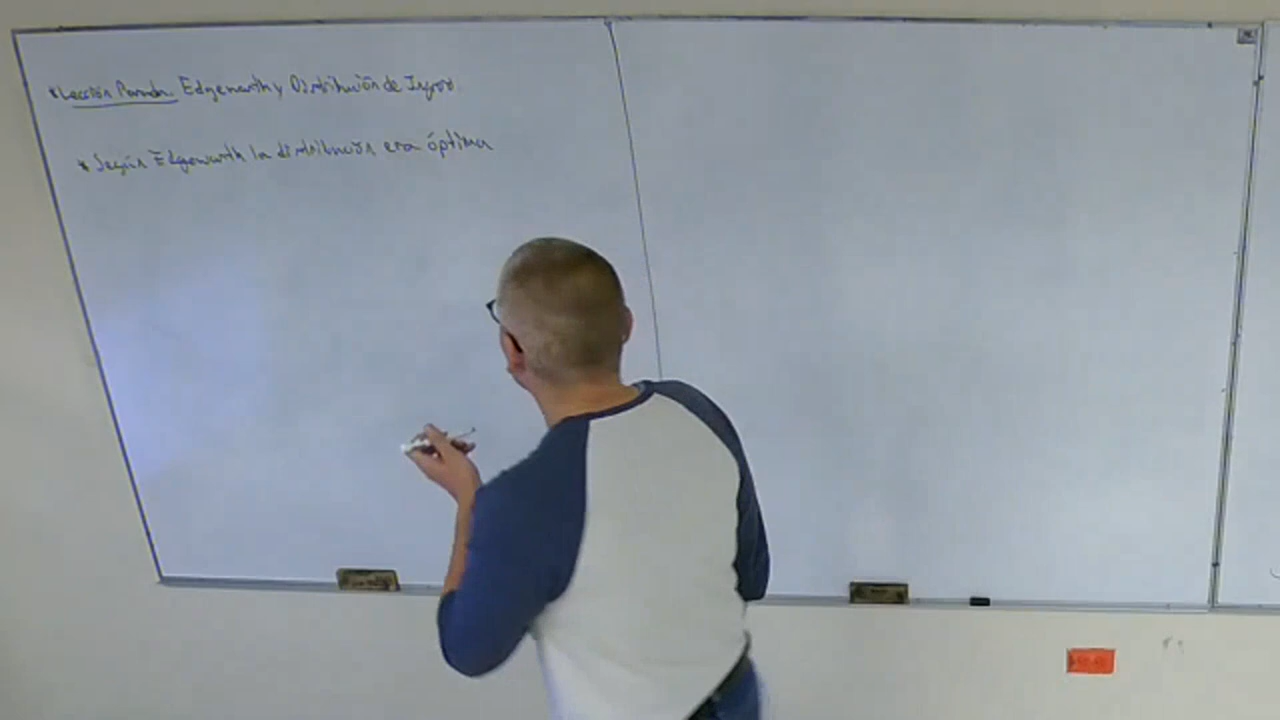 *Lección Pasada. Edgeworth y Distribución de Ingreso
* Según Edgeworth la distribución era óptima